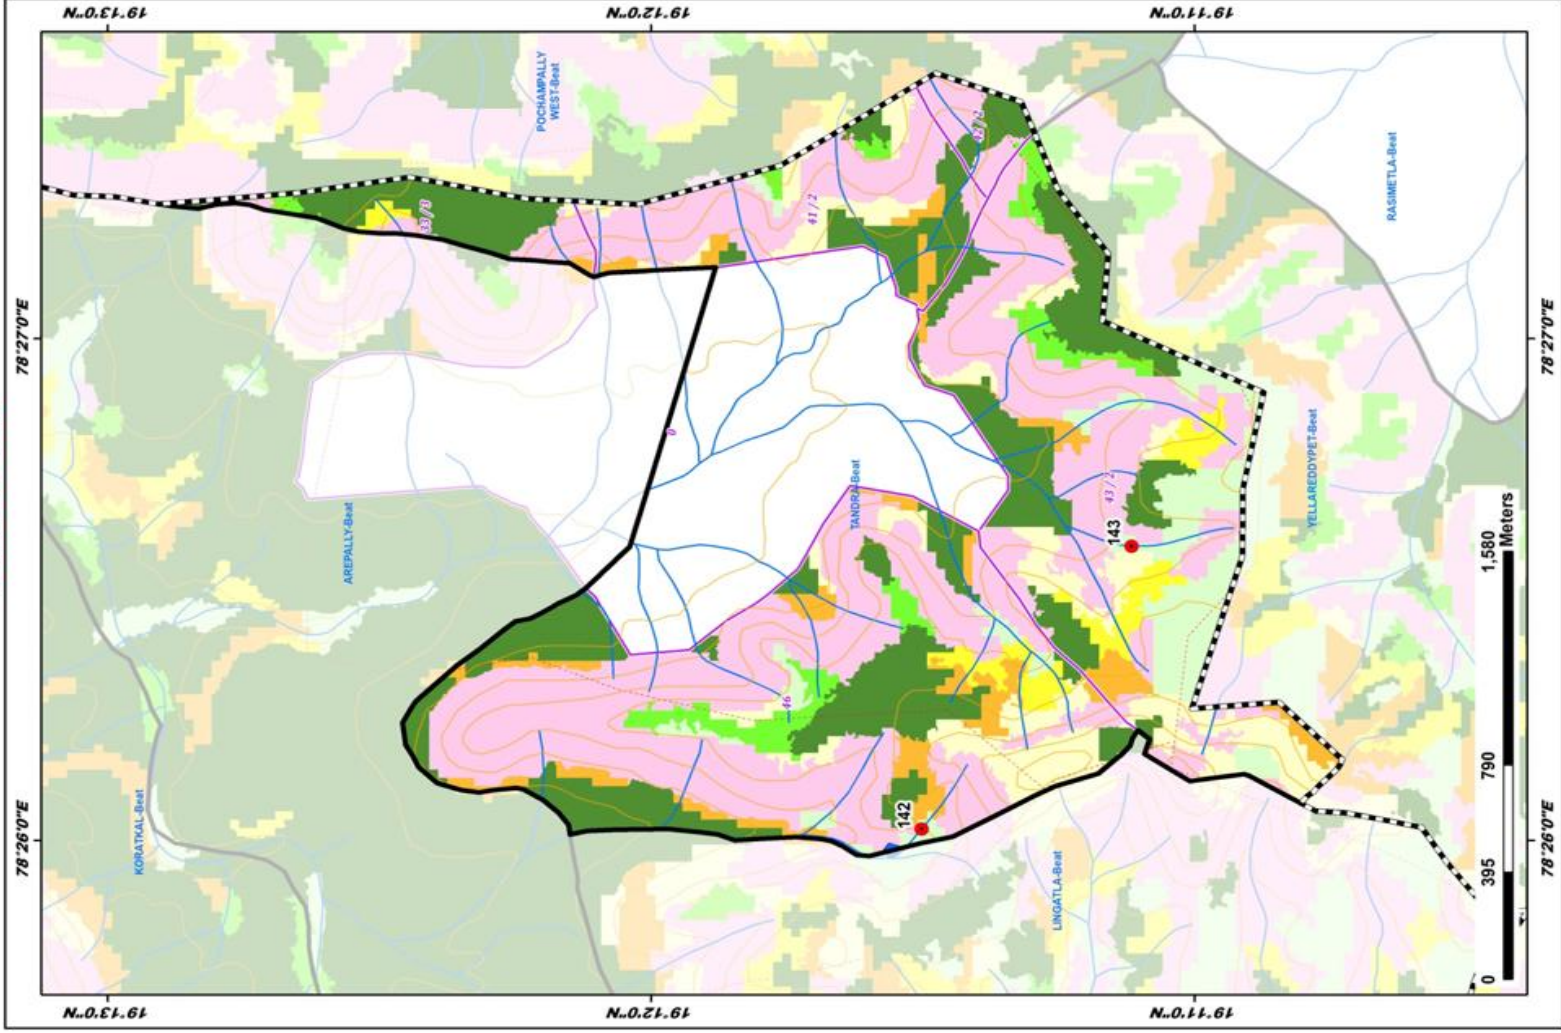 19°13'0"N
19°12'0"N
19°11'0"N
POCHAMPALLY
WEST-Beat
RASIMETLA-Beat
33 / 3
41 / 2
42 / 2
78°27'0"E
78°27'0"E
0
AREPALLY-Beat
TANDRA-Beat
43 / 2
YELLAREDDYPET-Beat
143
46
142
KORATKAL-Beat
LINGATLA-Beat
78°26'0"E
78°26'0"E
0 395 790 1,580
Meters
19°13'0"N
19°12'0"N
19°11'0"N